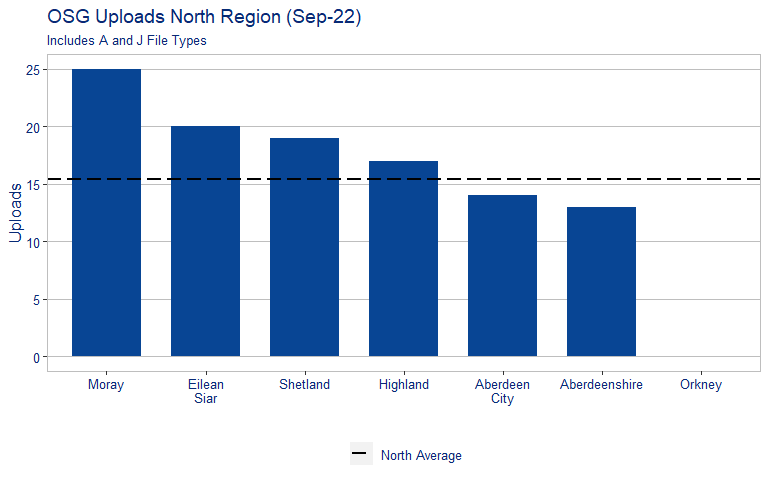 OSG Uploads North Region (Sep-22)
Includes A and J File Types
Uploads
25
20
15
10
5
0
Moray
Eilean
Siar
Shetland
Highland
Aberdeen
City
Aberdeenshire
Orkney
North Average